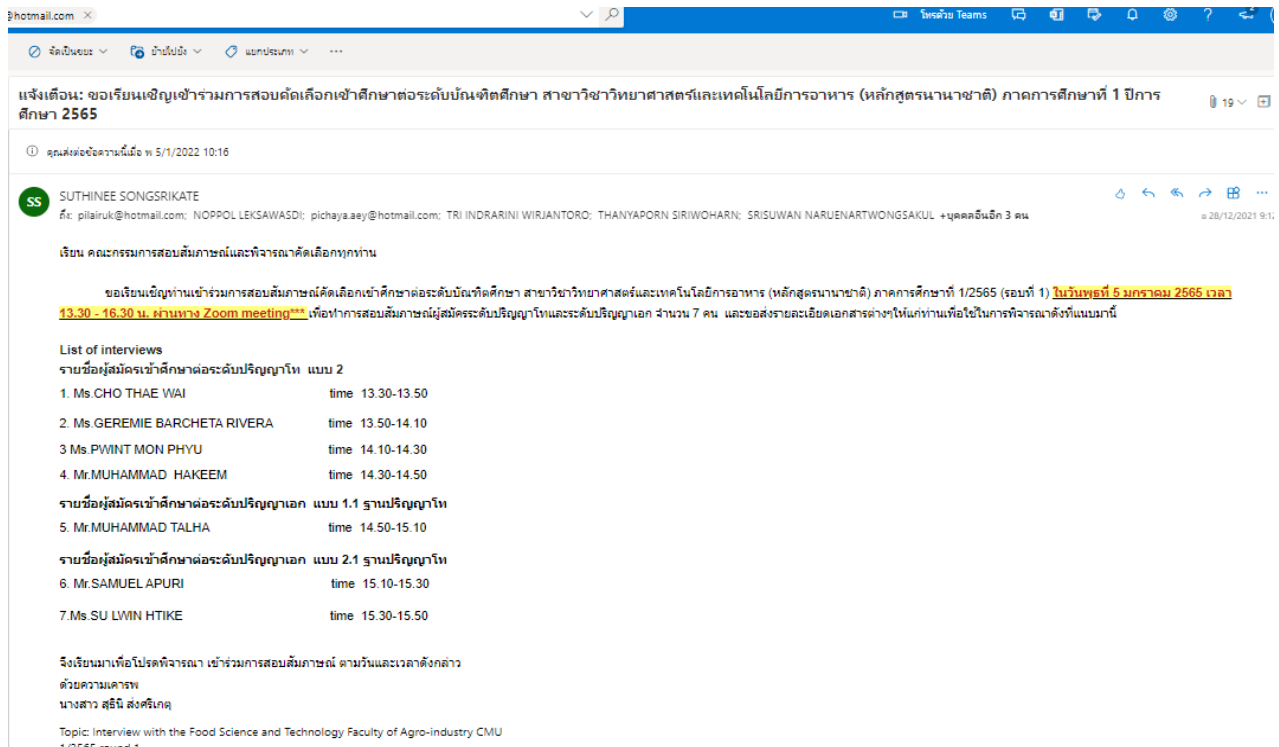 @hotmail.com ×
โทรด้วย Teams
จัดเป็นขยะ ย้ายไปยัง แยกประเภท ···
แจ้งเตือน: ขอเรียนเชิญเข้าร่วมการสอบคัดเลือกเข้าศึกษาต่อระดับบัณฑิตศึกษา สาขาวิชาวิทยาศาสตร์และเทคโนโลยีการอาหาร (หลักสูตรนานาชาติ) ภาคการศึกษาที่ 1 ปีการ
ศึกษา 2565
19
คุณส่งต่อข้อความนี้เมื่อ พ 5/1/2022 10:16
SS
SUTHINEE SONGSRIKATE
ถึง: pilairuk@hotmail.com; NOPPOL LEKSAWASDI; pichaya.aey@hotmail.com; TRI INDRARINI WIRJANTORO; THANYAPORN SIRIWOHARN; SRISUWAN NARUENARTWONGSAKUL +บุคคลอื่นอีก 3 คน
อ 28/12/2021 9:12
เรียน คณะกรรมการสอบสัมภาษณ์และพิจารณาคัดเลือกทุกท่าน
ขอเรียนเชิญท่านเข้าร่วมการสอบสัมภาษณ์คัดเลือกเข้าศึกษาต่อระดับบัณฑิตศึกษา สาขาวิชาวิทยาศาสตร์และเทคโนโลยีการอาหาร (หลักสูตรนานาชาติ) ภาคการศึกษาที่ 1/2565 (รอบที่ 1) ในวันพุธที่ 5 มกราคม 2565 เวลา
13.30 - 16.30 น. ผ่านทาง Zoom meeting*** เพื่อทำการสอบสัมภาษณ์ผู้สมัครระดับปริญญาโทและระดับปริญญาเอก จำนวน 7 คน และขอส่งรายละเอียดเอกสารต่างๆให้แก่ท่านเพื่อใช้ในการพิจารณาดังที่แนบมานี้
List of interviews
รายชื่อผู้สมัครเข้าศึกษาต่อระดับปริญญาโท แบบ 2
1. Ms.CHO THAE WAI time 13.30-13.50
2. Ms.GEREMIE BARCHETA RIVERA time 13.50-14.10
3 Ms.PWINT MON PHYU time 14.10-14.30
4. Mr.MUHAMMAD HAKEEM time 14.30-14.50
รายชื่อผู้สมัครเข้าศึกษาต่อระดับปริญญาเอก แบบ 1.1 ฐานปริญญาโท
5. Mr.MUHAMMAD TALHA time 14.50-15.10
รายชื่อผู้สมัครเข้าศึกษาต่อระดับปริญญาเอก แบบ 2.1 ฐานปริญญาโท
6. Mr.SAMUEL APURI time 15.10-15.30
7.Ms.SU LWIN HTIKE time 15.30-15.50
จึงเรียนมาเพื่อโปรดพิจารณา เข้าร่วมการสอบสัมภาษณ์ ตามวันและเวลาดังกล่าว
ด้วยความเคารพ
นางสาว สุธินี ส่งศรีเกตุ
Topic: Interview with the Food Science and Technology Faculty of Agro-industry CMU
1/2565 round 1